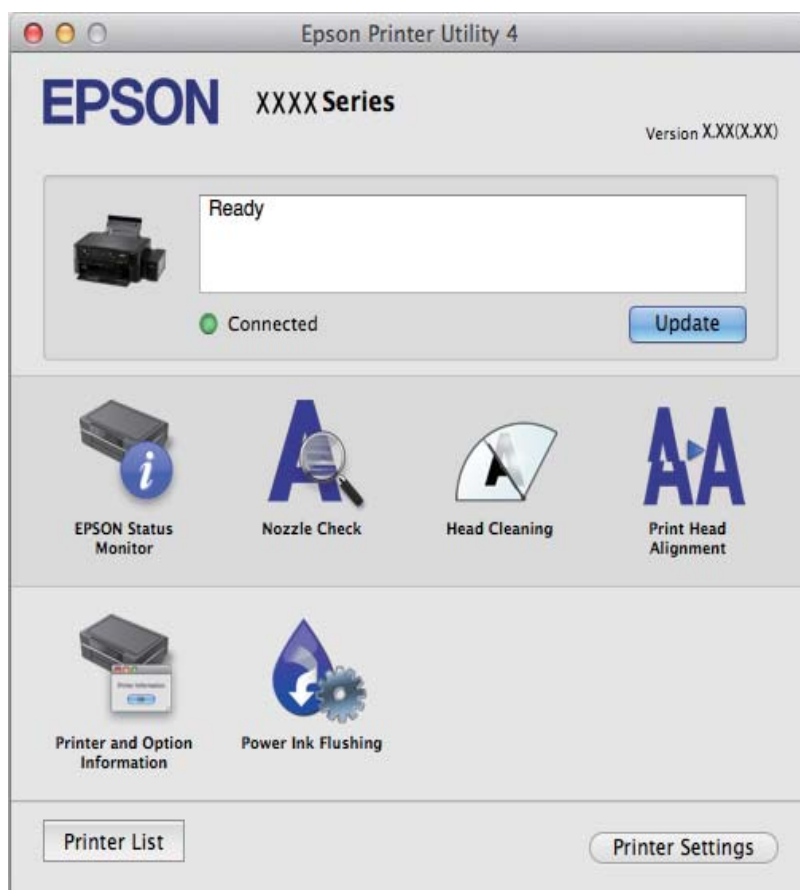 Epson Printer Utility 4
EPSON XXXX Series
Version X.XX(X.XX)
Ready
Connected
Update
EPSON Status
Monitor
Nozzle Check
Head Cleaning
Print Head
Alignment
Printer and Option
Information
Power Ink Flushing
Printer List
Printer Settings